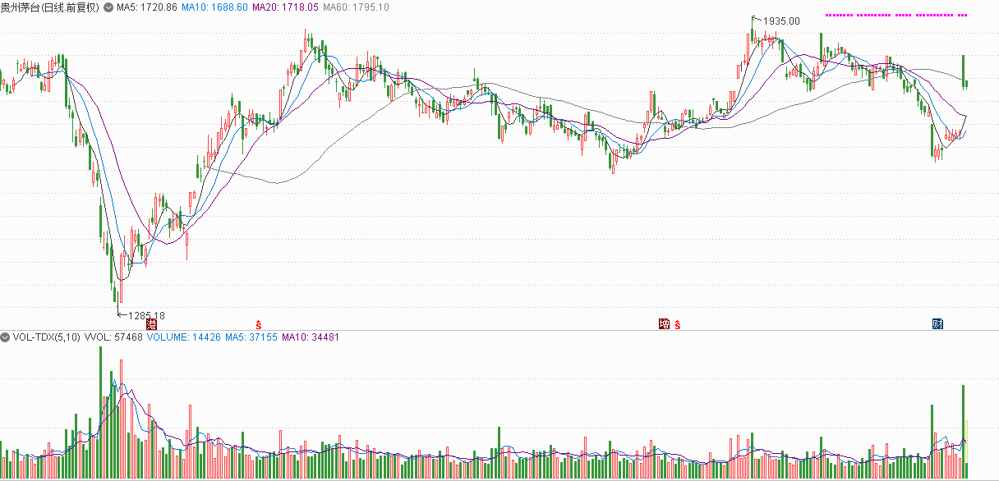 贵州茅台(日线.前复权) MA5: 1720.86 MA10: 1688.60 MA20: 1718.05 MA60: 1795.10
1935.00
1285.18
港 $ 增 $ 财
VOL-TDX(5,10) VVOL: 57468 VOLUME: 14426 MA5: 37155 MA10: 34481